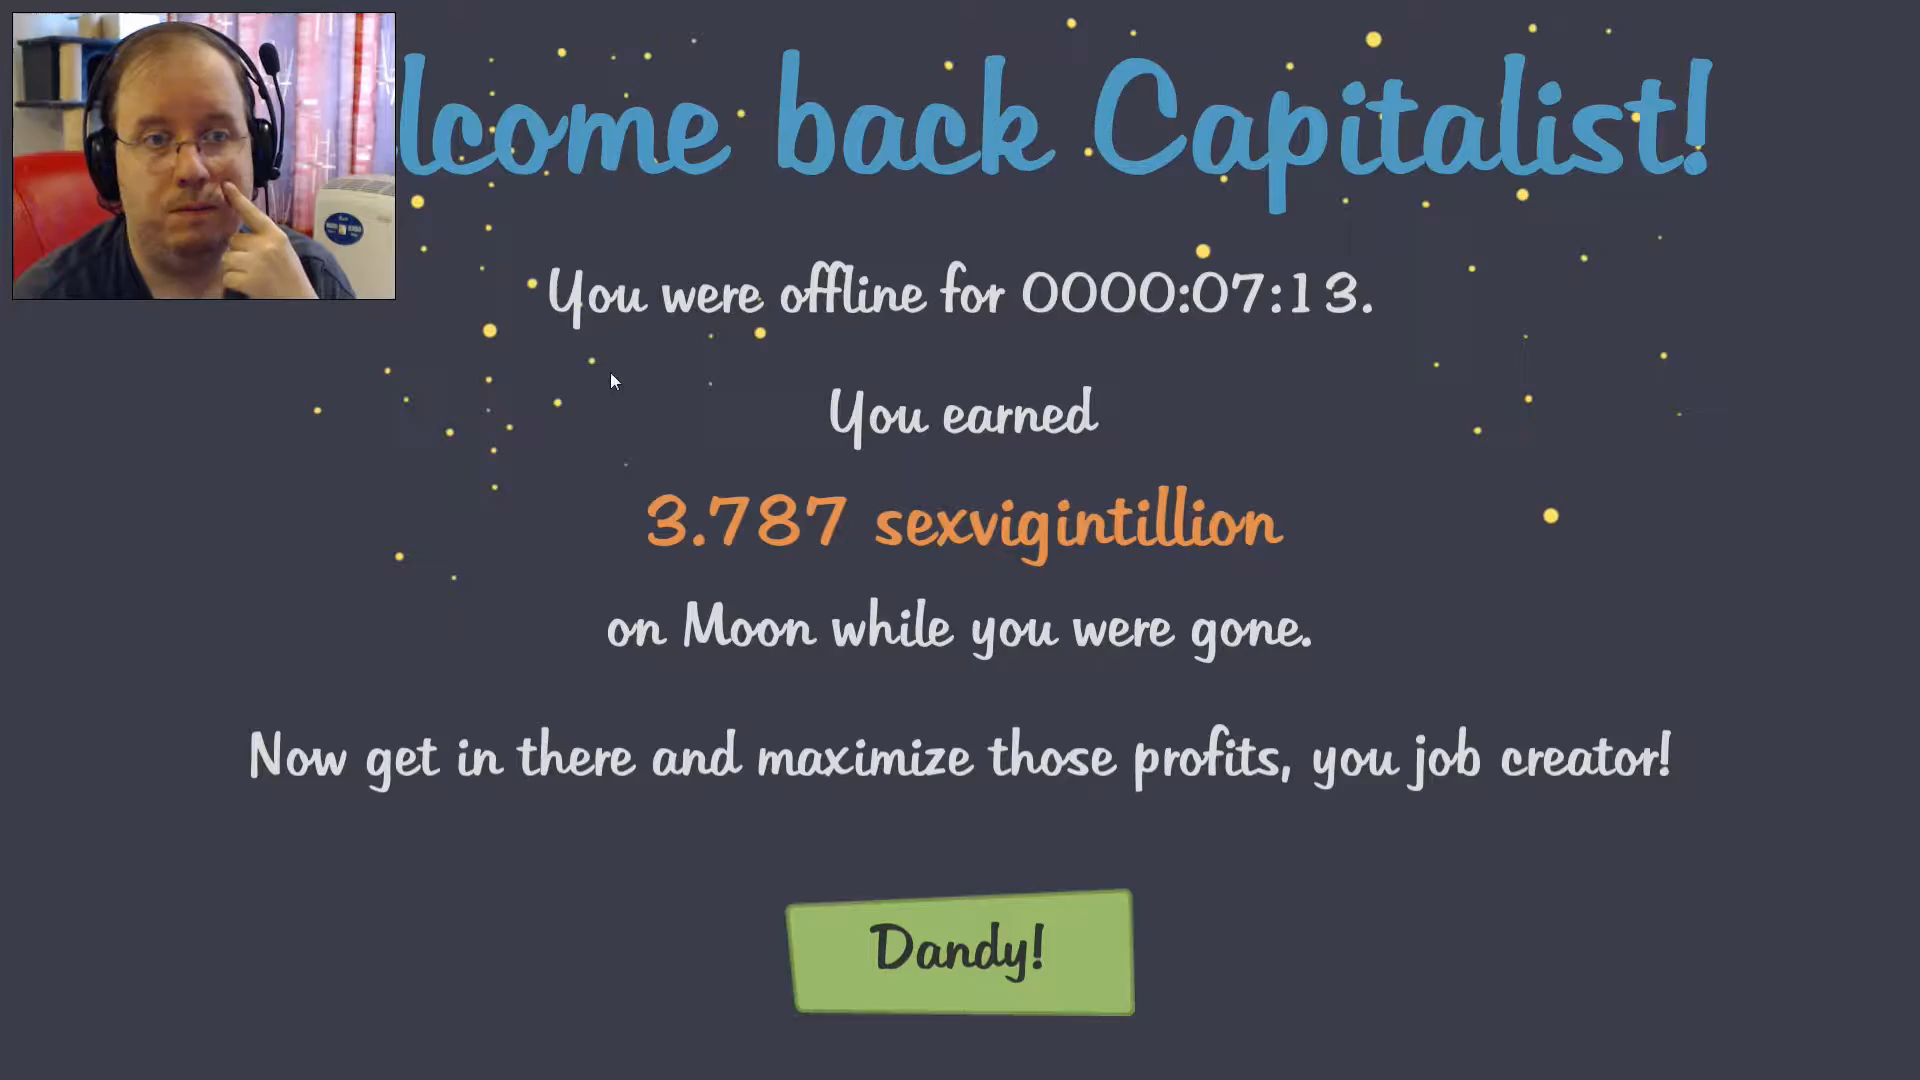 lcome back Capitalist!
You were offline for 0000:07:13.
You earned
3.787 sexvigintillion
on Moon while you were gone.
Now get in there and maximize those profits, you job creator!
Dandy!